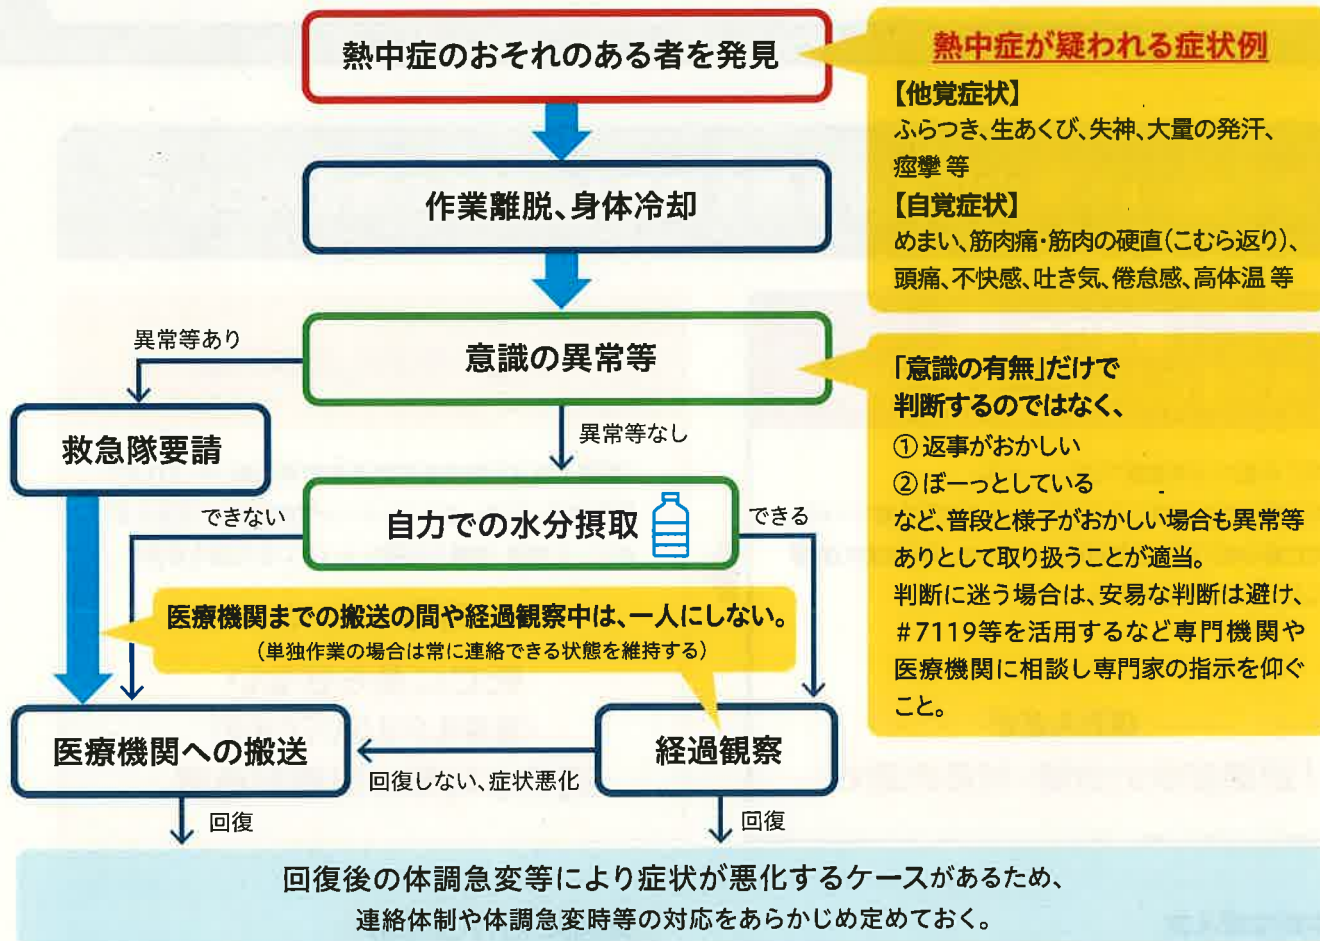 熱中症のおそれのある者を発見
熱中症が疑われる症状例
【他覚症状】
ふらつき、生あくび、失神、大量の発汗、
痙攣 等
【自覚症状】
めまい、筋肉痛・筋肉の硬直(こむら返り)、
頭痛、不快感、吐き気、倦怠感、高体温 等
作業離脱、身体冷却
異常等あり
意識の異常等
「意識の有無」だけで
判断するのではなく、
① 返事がおかしい
② ぼーっとしている
など、普段と様子がおかしい場合も異常等
ありとして取り扱うことが適当。
判断に迷う場合は、安易な判断は避け、
#7119等を活用するなど専門機関や
医療機関に相談し専門家の指示を仰ぐ
こと。
救急隊要請
異常等なし
できない
自力での水分摂取
できる
医療機関までの搬送の間や経過観察中は、一人にしない。
(単独作業の場合は常に連絡できる状態を維持する)
医療機関への搬送
回復しない、症状悪化
経過観察
回復
回復
回復後の体調急変等により症状が悪化するケースがあるため、
連絡体制や体調急変時等の対応をあらかじめ定めておく。